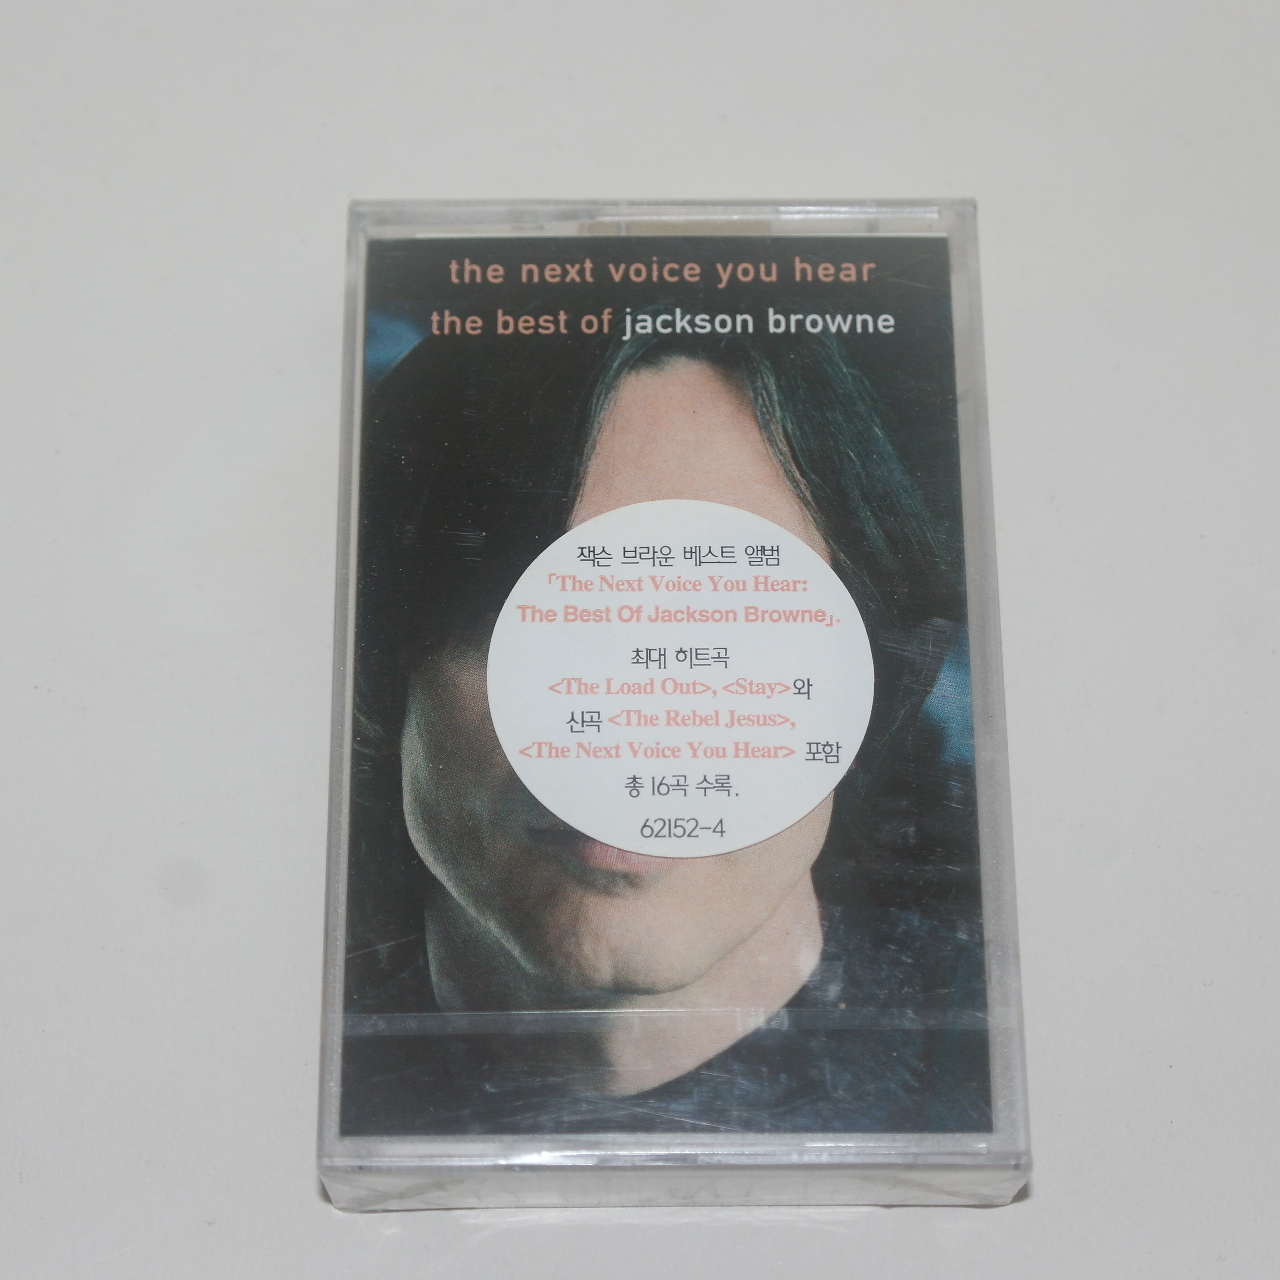 the next voice you hear
the best of jackson browne
잭슨 브라운 베스트 앨범
「The Next Voice You Hear:
The Best Of Jackson Browne」.
최대 히트곡
<The Load Out>, <Stay>와
신곡 <The Rebel Jesus>,
<The Next Voice You Hear> 포함
총 16곡 수록.
62152-4